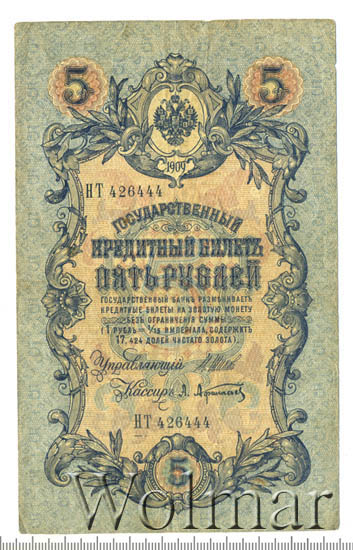 5 5
1909
НТ 426444
ГОСУДАРСТВЕННЫЙ
КРЕДИТНЫЙ БИЛЕТЪ
ПЯТЬ РУБЛЕЙ
ГОСУДАРСТВЕННЫЙ БАНКЪ РАЗМѢНИВАЕТЪ
КРЕДИТНЫЕ БИЛЕТЫ НА ЗОЛОТУЮ МОНЕТУ
БЕЗЪ ОГРАНИЧЕНІЯ СУММЫ
(1 РУБЛЬ = 1/15 ИМПЕРІАЛА, СОДЕРЖИТЪ
17,424 ДОЛЕЙ ЧИСТАГО ЗОЛОТА).
Управляющій
Кассиръ
НТ 426444
5
Wolmar